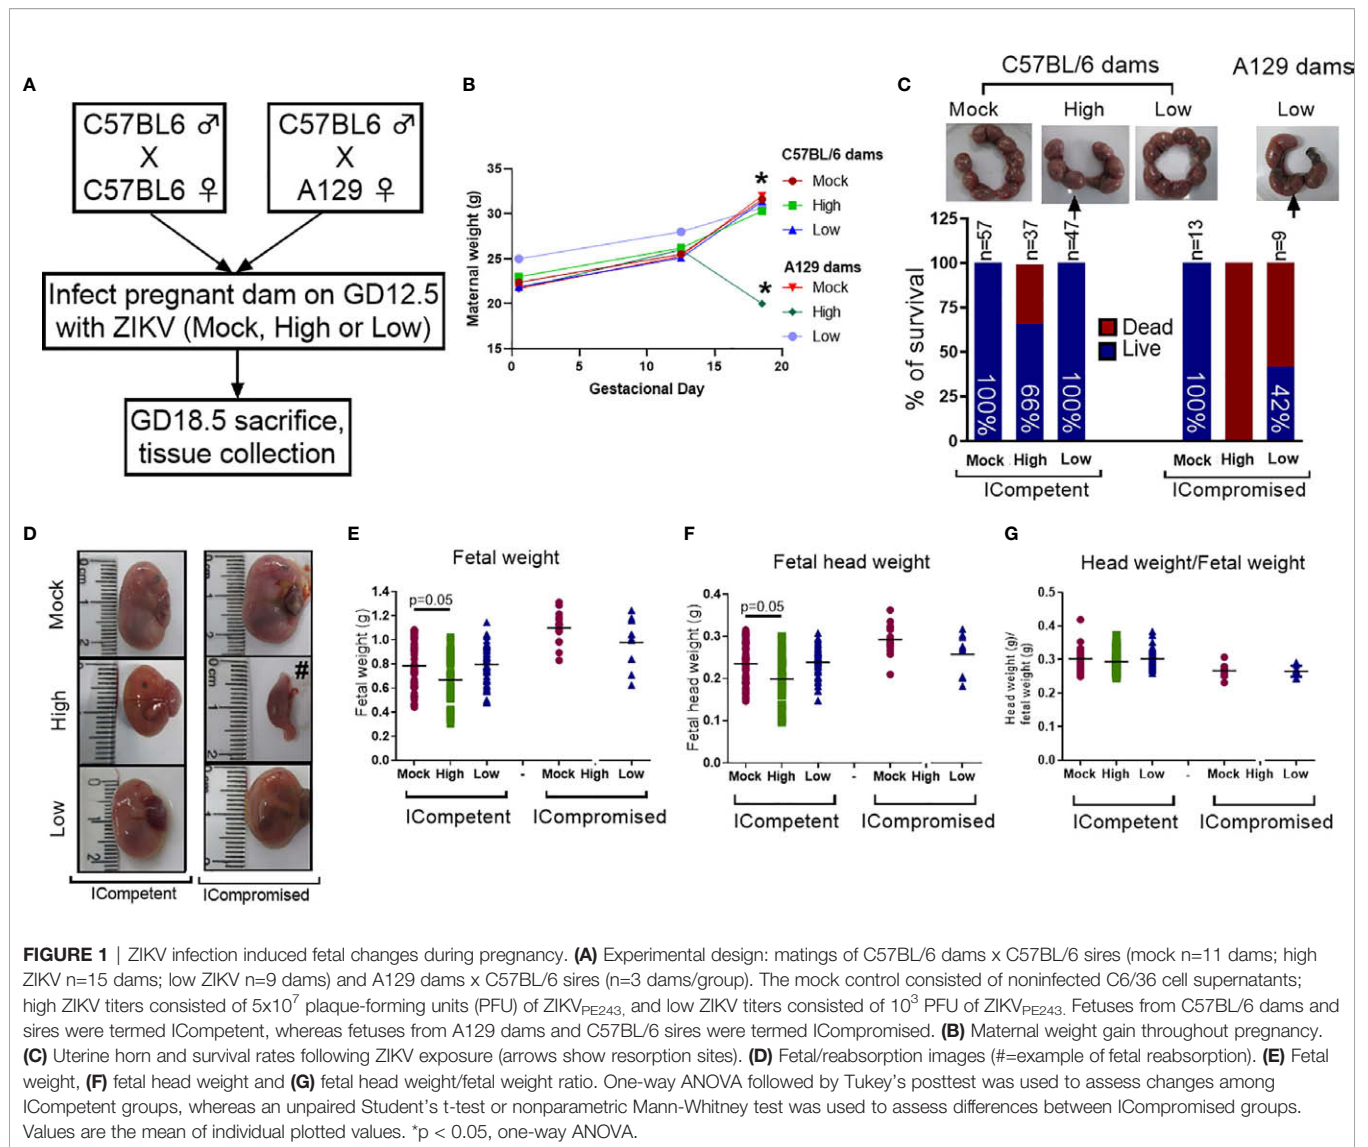 A
C57BL6 ♂
X
C57BL6 ♀
C57BL6 ♂
X
A129 ♀
Infect pregnant dam on GD12.5
with ZIKV (Mock, High or Low)
GD18.5 sacrifice,
tissue collection
B
Maternal weight (g)
35
30
25
20
15
0
5
10
15
20
Gestacional Day
*
*
C57BL/6 dams
Mock
High
Low
A129 dams
Mock
High
Low
C
C57BL/6 dams
A129 dams
Mock
High
Low
Low
% of survival
125
100
75
50
25
0
n=57
n=37
n=47
n=13
n=9
100%
66%
100%
100%
42%
Dead
Live
Mock High Low
Mock High Low
ICompetent
ICompromised
D
Mock
High
Low
#
ICompetent
ICompromised
E
Fetal weight
Fetal weight (g)
1.4
1.2
1.0
0.8
0.6
0.4
0.2
0.0
p=0.05
Mock High Low - Mock High Low
ICompetent
ICompromised
F
Fetal head weight
Fetal head weight (g)
0.4
0.3
0.2
0.1
0.0
p=0.05
Mock High Low - Mock High Low
ICompetent
ICompromised
G
Head weight/Fetal weight
Head weight (g)/
fetal weight (g)
0.5
0.4
0.3
0.2
0.1
0.0
Mock High Low - Mock High Low
ICompetent
ICompromised
FIGURE 1 | ZIKV infection induced fetal changes during pregnancy. (A) Experimental design: matings of C57BL/6 dams x C57BL/6 sires (mock n=11 dams; high
ZIKV n=15 dams; low ZIKV n=9 dams) and A129 dams x C57BL/6 sires (n=3 dams/group). The mock control consisted of noninfected C6/36 cell supernatants;
high ZIKV titers consisted of 5x10⁷ plaque-forming units (PFU) of ZIKV_PE243, and low ZIKV titers consisted of 10³ PFU of ZIKV_PE243. Fetuses from C57BL/6 dams and
sires were termed ICompetent, whereas fetuses from A129 dams and C57BL/6 sires were termed ICompromised. (B) Maternal weight gain throughout pregnancy.
(C) Uterine horn and survival rates following ZIKV exposure (arrows show resorption sites). (D) Fetal/reabsorption images (#=example of fetal reabsorption). (E) Fetal
weight, (F) fetal head weight and (G) fetal head weight/fetal weight ratio. One-way ANOVA followed by Tukey's posttest was used to assess changes among
ICompetent groups, whereas an unpaired Student's t-test or nonparametric Mann-Whitney test was used to assess differences between ICompromised groups.
Values are the mean of individual plotted values. *p < 0.05, one-way ANOVA.